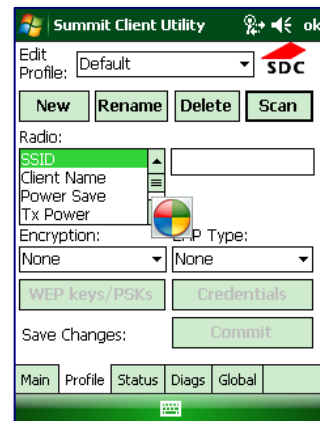 Summit Client Utility ok
Edit Profile: Default
SDC
New Rename Delete Scan
Radio:
SSID
Client Name
Power Save
Tx Power
Encryption: EAP Type:
None None
WEP keys/PSKs Credentials
Save Changes: Commit
Main Profile Status Diags Global